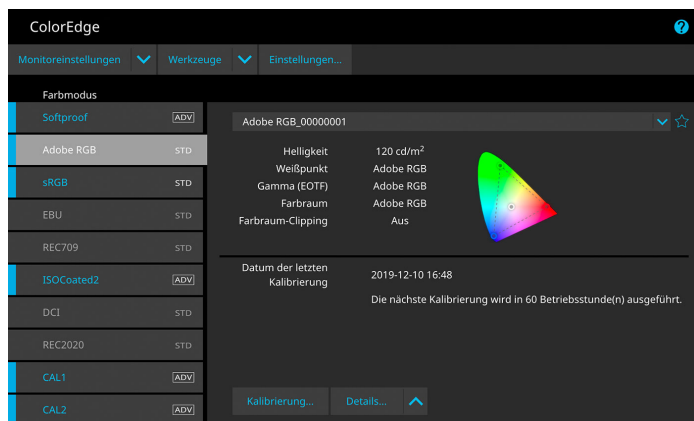 ColorEdge
?
Monitoreinstellungen Werkzeuge Einstellungen...
Farbmodus
Softproof ADV
Adobe RGB STD
sRGB STD
EBU STD
REC709 STD
ISOCoated2 ADV
DCI STD
REC2020 STD
CAL1 ADV
CAL2 ADV
Adobe RGB_00000001
Helligkeit 120 cd/m²
Weißpunkt Adobe RGB
Gamma (EOTF) Adobe RGB
Farbraum Adobe RGB
Farbraum-Clipping Aus
Datum der letzten
Kalibrierung 2019-12-10 16:48
Die nächste Kalibrierung wird in 60 Betriebsstunde(n) ausgeführt.
Kalibrierung... Details...